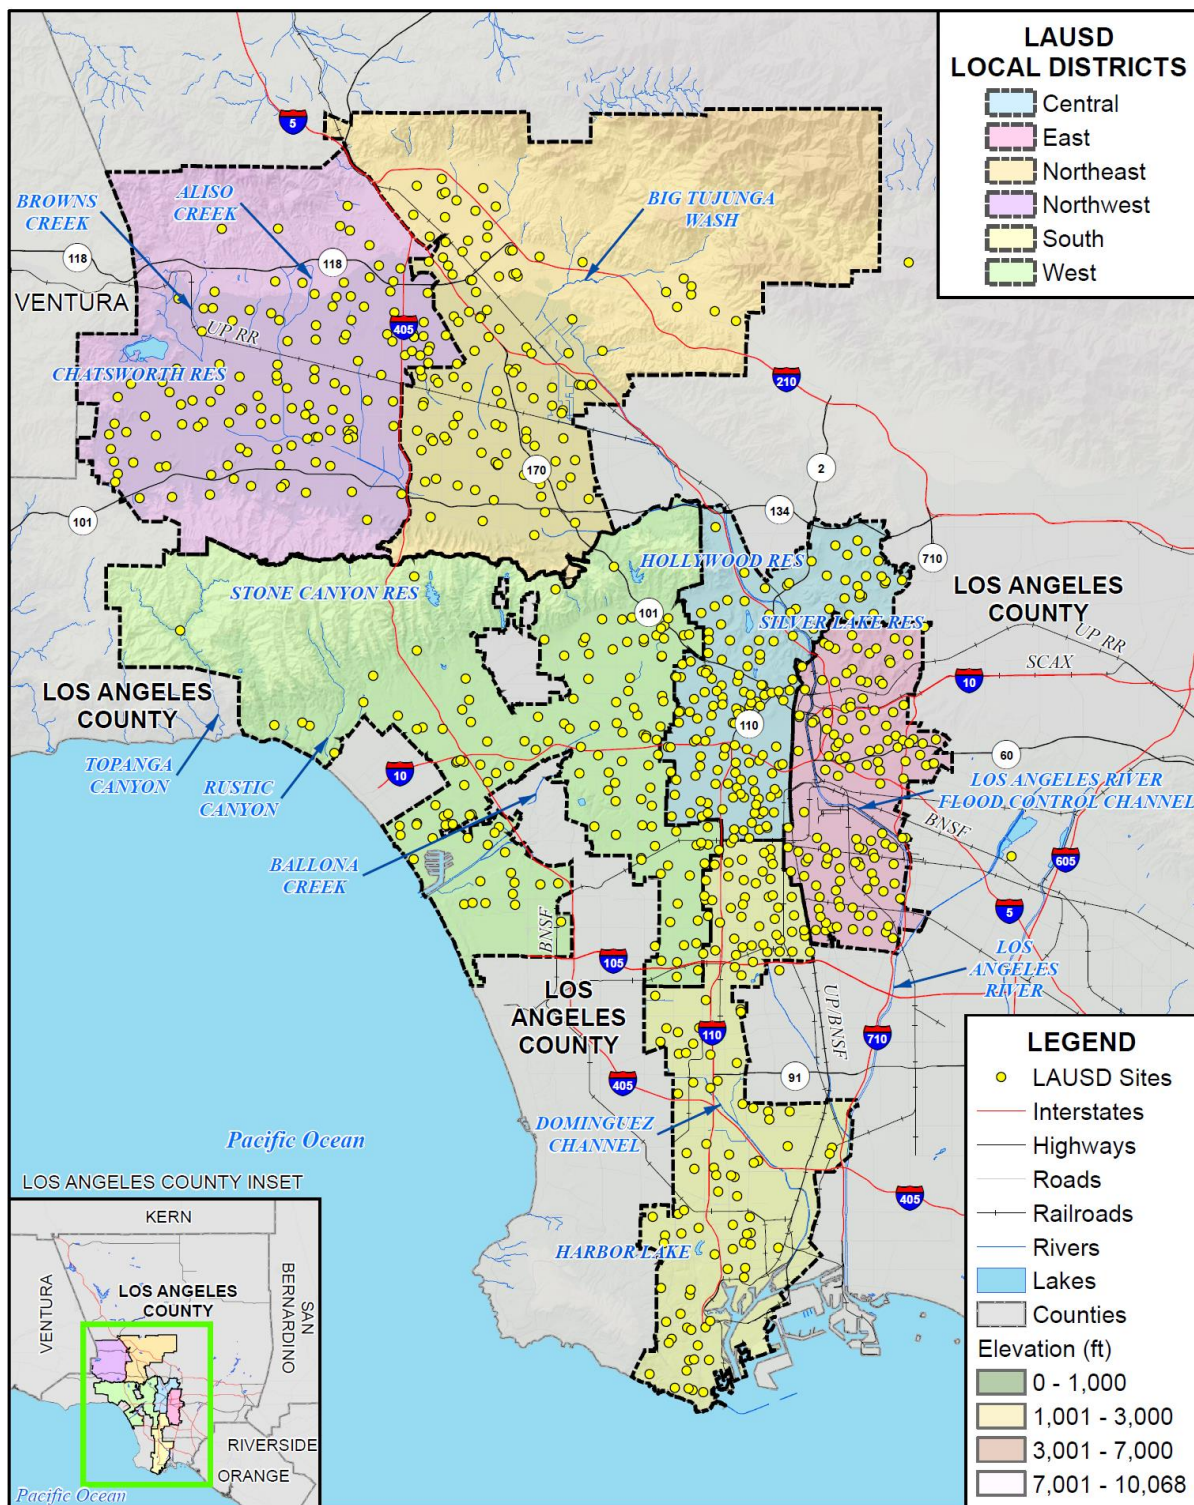 LAUSD
LOCAL DISTRICTS
Central
East
Northeast
Northwest
South
West
5
BROWNS
CREEK
ALISO
CREEK
BIG TUJUNGA
WASH
118
118
VENTURA
UP RR
405
CHATSWORTH RES
210
170
2
101
134
710
HOLLYWOOD RES
STONE CANYON RES
101
LOS ANGELES
COUNTY
SILVER LAKE RES
UP RR
SCAX
10
LOS ANGELES
COUNTY
110
60
TOPANGA
CANYON
RUSTIC
CANYON
10
LOS ANGELES RIVER
FLOOD CONTROL CHANNEL
BNSF
BALLONA
CREEK
605
5
BNSF
105
LOS
ANGELES
RIVER
LOS
ANGELES
COUNTY
UP/BNSF
110
710
405
91
DOMINGUEZ
CHANNEL
Pacific Ocean
405
HARBOR LAKE
LEGEND
LAUSD Sites
Interstates
Highways
Roads
Railroads
Rivers
Lakes
Counties
Elevation (ft)
0 - 1,000
1,001 - 3,000
3,001 - 7,000
7,001 - 10,068
LOS ANGELES COUNTY INSET
KERN
VENTURA
LOS ANGELES
COUNTY
SAN
BERNARDINO
RIVERSIDE
ORANGE
Pacific Ocean